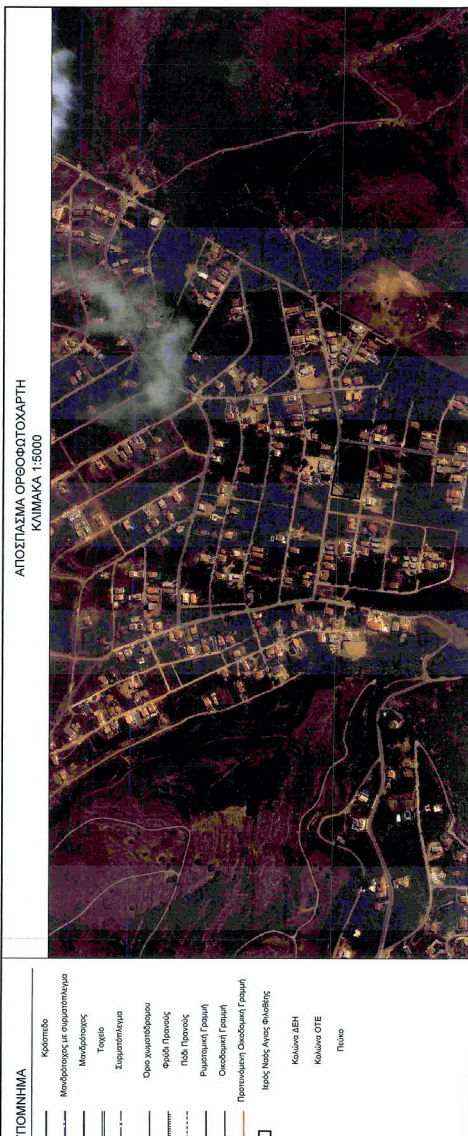 ΑΠΟΣΠΑΣΜΑ ΟΡΘΟΦΩΤΟΧΑΡΤΗ
ΚΛΙΜΑΚΑ 1:5000
ΥΠΟΜΝΗΜΑ
Κράσπεδο
Μανδρότοιχος με συρματόπλεγμα
Μανδρότοιχος
Τοιχείο
Συρματόπλεγμα
Όριο χωματόδρομου
Φρύδι Πρανούς
Πόδι Πρανούς
Ρυμοτομική Γραμμή
Οικοδομική Γραμμή
Προτεινόμενη Οικοδομική Γραμμή
Ιερός Ναός Αγιας Φιλοθέης
Κολώνα ΔΕΗ
Κολώνα ΟΤΕ
Πεύκο